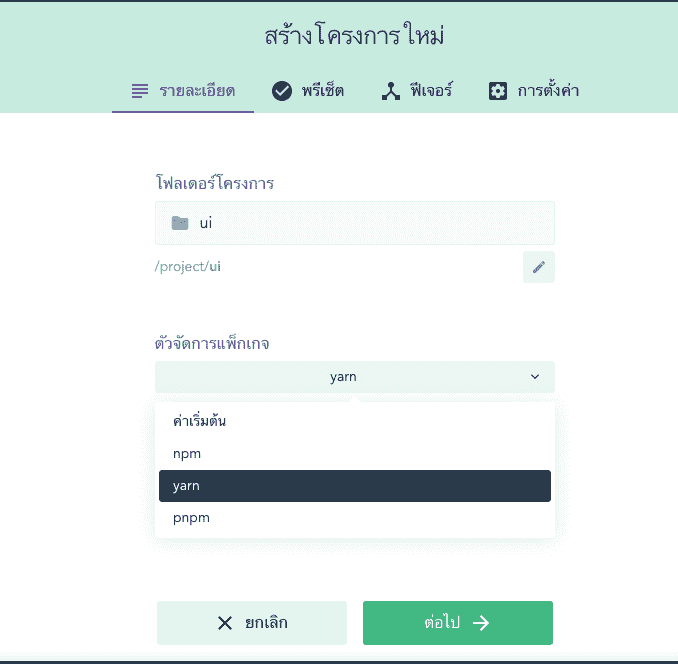 สร้างโครงการใหม่
รายละเอียด พรีเซ็ต ฟีเจอร์ การตั้งค่า
โฟลเดอร์โครงการ
ui
/project/ui
ตัวจัดการแพ็กเกจ
yarn
ค่าเริ่มต้น
npm
yarn
pnpm
ยกเลิก ต่อไป